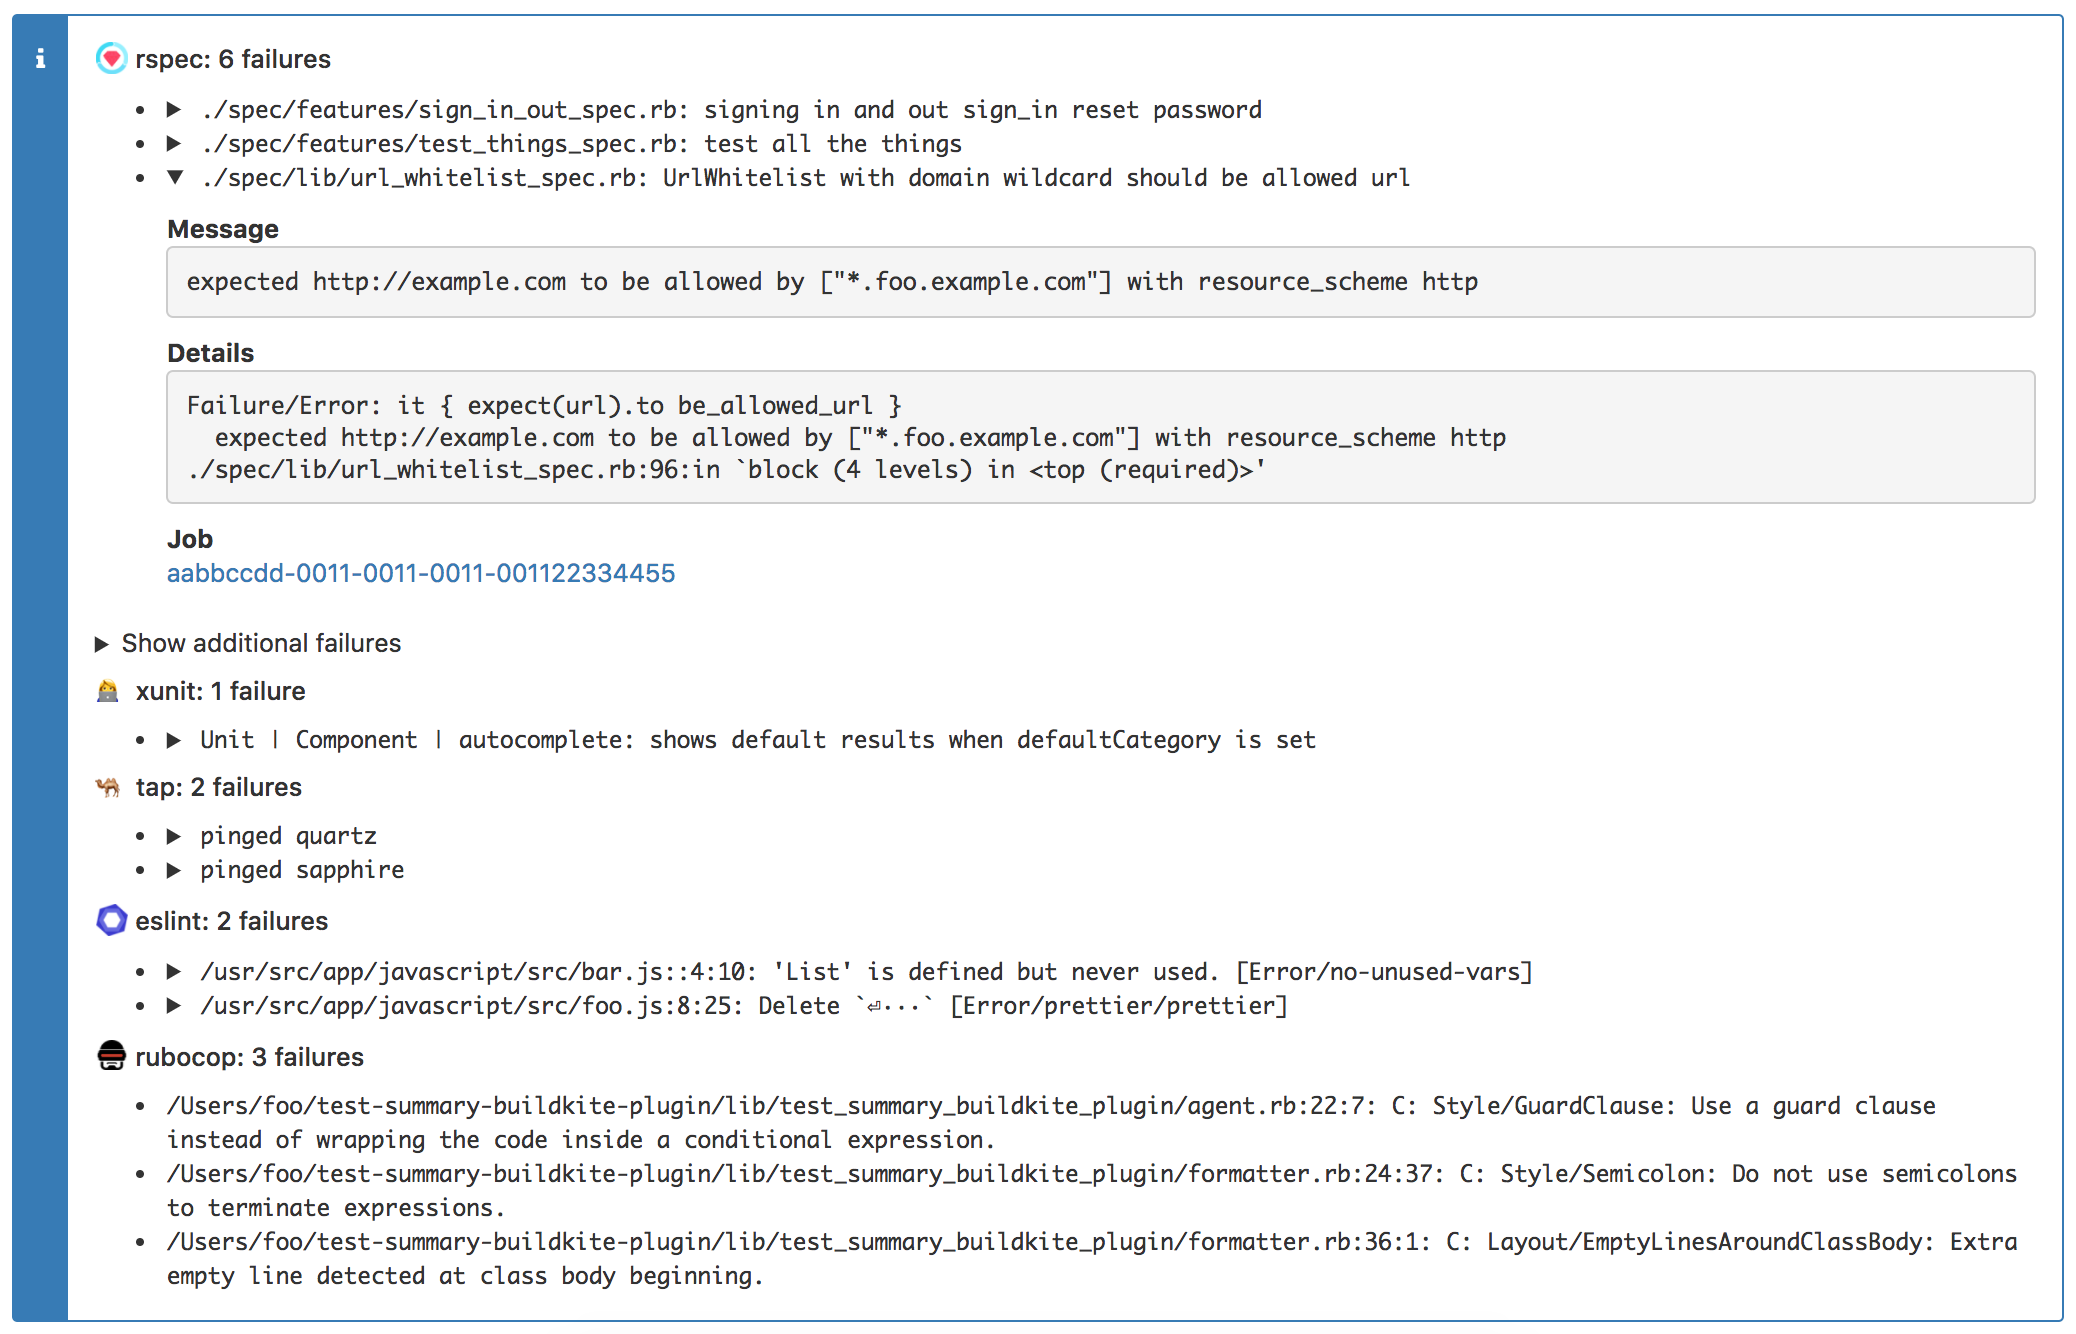 rspec: 6 failures
./spec/features/sign_in_out_spec.rb: signing in and out sign_in reset password
./spec/features/test_things_spec.rb: test all the things
./spec/lib/url_whitelist_spec.rb: UrlWhitelist with domain wildcard should be allowed url
Message
expected http://example.com to be allowed by ["*.foo.example.com"] with resource_scheme http
Details
Failure/Error: it { expect(url).to be_allowed_url }
  expected http://example.com to be allowed by ["*.foo.example.com"] with resource_scheme http
./spec/lib/url_whitelist_spec.rb:96:in `block (4 levels) in <top (required)>'
Job
aabbccdd-0011-0011-0011-001122334455
Show additional failures
xunit: 1 failure
Unit | Component | autocomplete: shows default results when defaultCategory is set
tap: 2 failures
pinged quartz
pinged sapphire
eslint: 2 failures
/usr/src/app/javascript/src/bar.js::4:10: 'List' is defined but never used. [Error/no-unused-vars]
/usr/src/app/javascript/src/foo.js:8:25: Delete `⏎···` [Error/prettier/prettier]
rubocop: 3 failures
/Users/foo/test-summary-buildkite-plugin/lib/test_summary_buildkite_plugin/agent.rb:22:7: C: Style/GuardClause: Use a guard clause
instead of wrapping the code inside a conditional expression.
/Users/foo/test-summary-buildkite-plugin/lib/test_summary_buildkite_plugin/formatter.rb:24:37: C: Style/Semicolon: Do not use semicolons
to terminate expressions.
/Users/foo/test-summary-buildkite-plugin/lib/test_summary_buildkite_plugin/formatter.rb:36:1: C: Layout/EmptyLinesAroundClassBody: Extra
empty line detected at class body beginning.